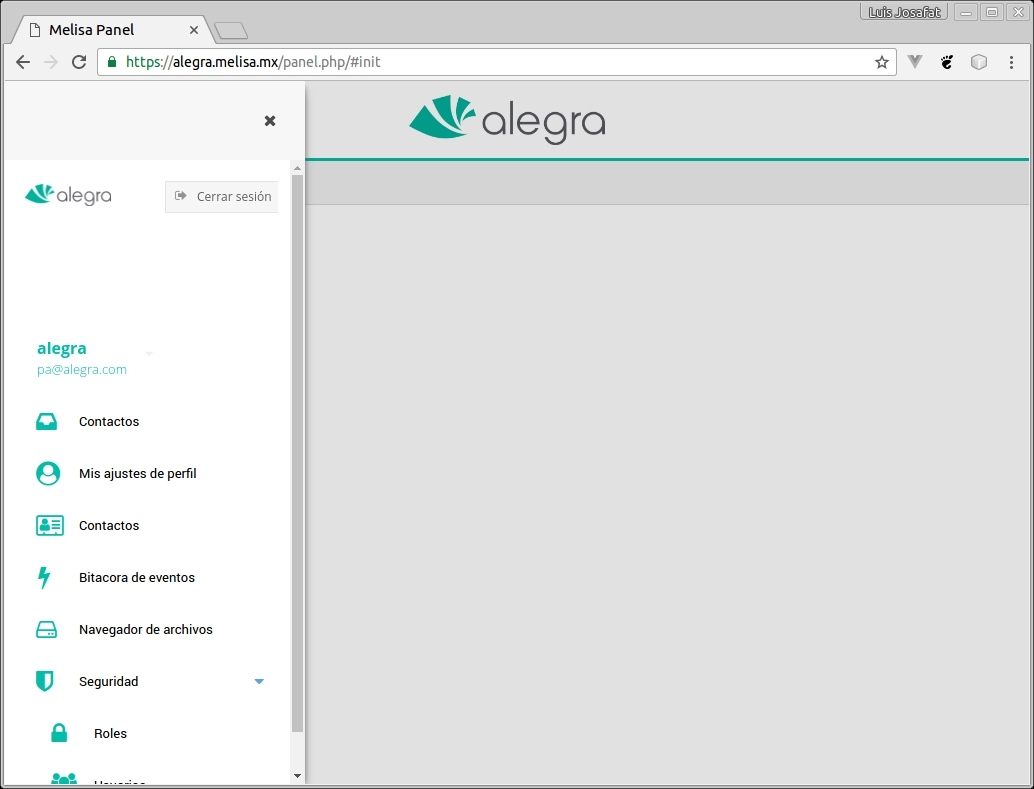 Luis Josafat
Melisa Panel
https://alegra.melisa.mx/panel.php/#init
alegra
alegra
Cerrar sesión
alegra
pa@alegra.com
Contactos
Mis ajustes de perfil
Contactos
Bitacora de eventos
Navegador de archivos
Seguridad
Roles